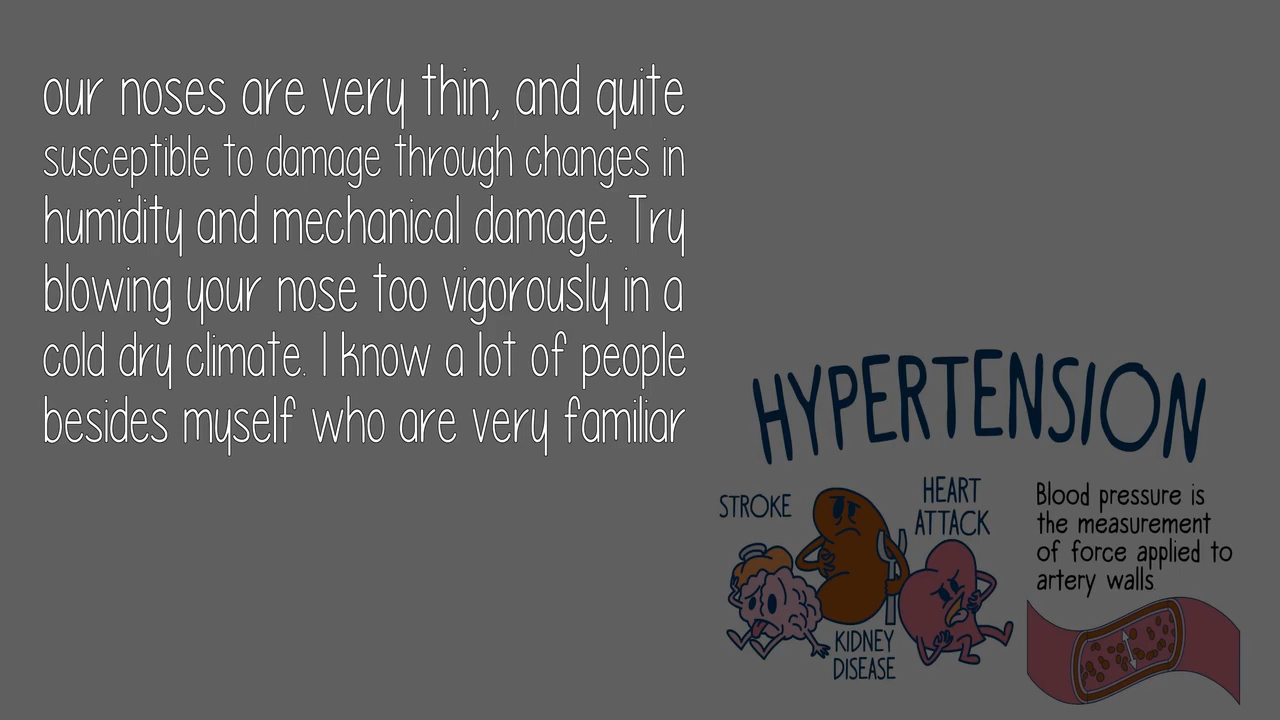 our noses are very thin, and quite
susceptible to damage through changes in
humidity and mechanical damage. Try
blowing your nose too vigorously in a
cold dry climate. I know a lot of people
besides myself who are very familiar
HYPERTENSION
STROKE
HEART
ATTACK
KIDNEY
DISEASE
Blood pressure is
the measurement
of force applied to
artery walls